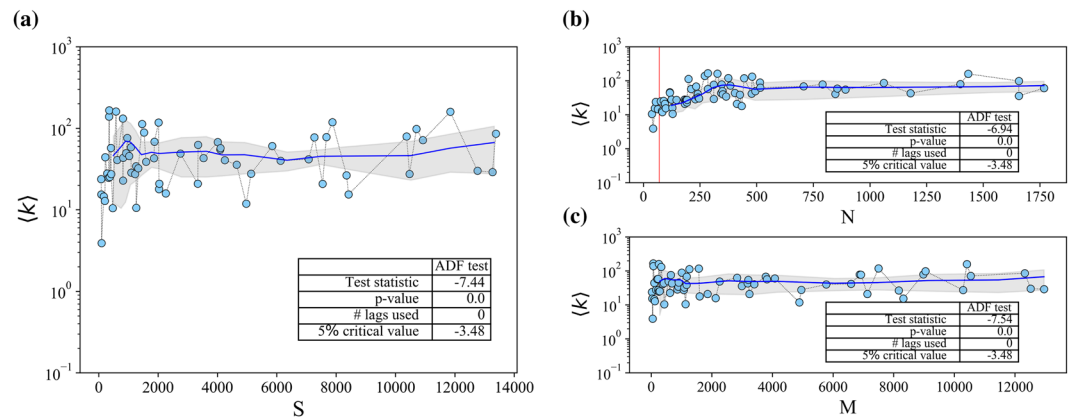 (a)
10³
10²
10¹
10⁰
10⁻¹
⟨k⟩
ADF test
Test statistic -7.44
p-value 0.0
# lags used 0
5% critical value -3.48
0 2000 4000 6000 8000 10000 12000 14000
S
(b)
10³
10²
10¹
10⁰
10⁻¹
⟨k⟩
ADF test
Test statistic -6.94
p-value 0.0
# lags used 0
5% critical value -3.48
0 250 500 750 1000 1250 1500 1750
N
(c)
10³
10²
10¹
10⁰
10⁻¹
⟨k⟩
ADF test
Test statistic -7.54
p-value 0.0
# lags used 0
5% critical value -3.48
0 2000 4000 6000 8000 10000 12000
M